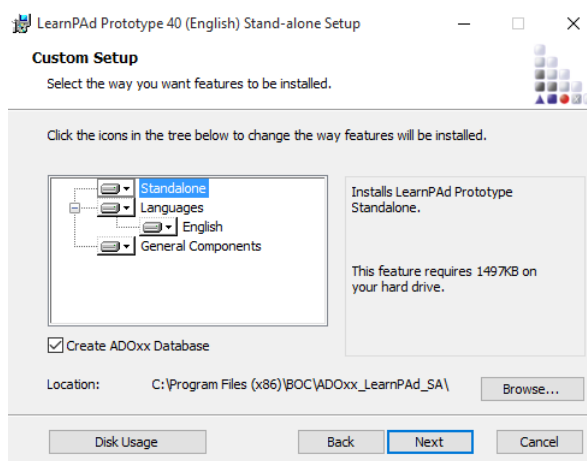 LearnPAd Prototype 40 (English) Stand-alone Setup
Custom Setup
Select the way you want features to be installed.
Click the icons in the tree below to change the way features will be installed.
Standalone
Languages
English
General Components
Installs LearnPAd Prototype
Standalone.
This feature requires 1497KB on
your hard drive.
Create ADOxx Database
Location: C:\Program Files (x86)\BOC\ADOxx_LearnPAd_SA\ Browse...
Disk Usage Back Next Cancel